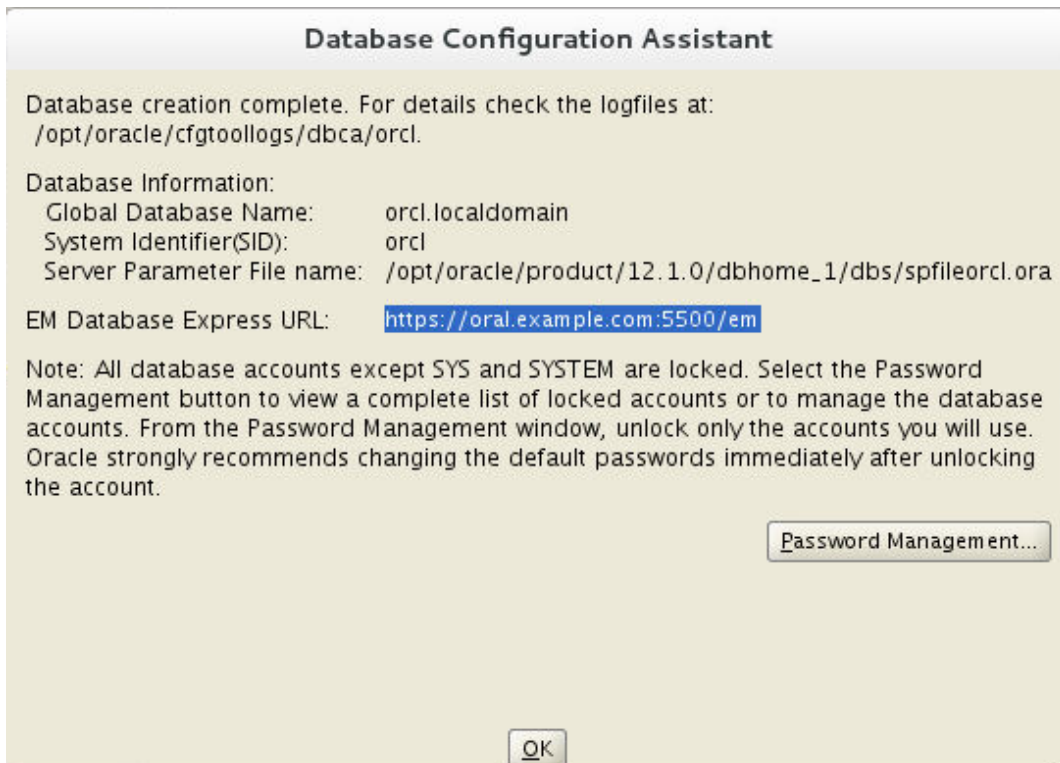 Database Configuration Assistant
Database creation complete. For details check the logfiles at:
/opt/oracle/cfgtoollogs/dbca/orcl.
Database Information:
Global Database Name: orcl.localdomain
System Identifier(SID): orcl
Server Parameter File name: /opt/oracle/product/12.1.0/dbhome_1/dbs/spfileorcl.ora
EM Database Express URL: https://oral.example.com:5500/em
Note: All database accounts except SYS and SYSTEM are locked. Select the Password
Management button to view a complete list of locked accounts or to manage the database
accounts. From the Password Management window, unlock only the accounts you will use.
Oracle strongly recommends changing the default passwords immediately after unlocking
the account.
Password Management...
OK